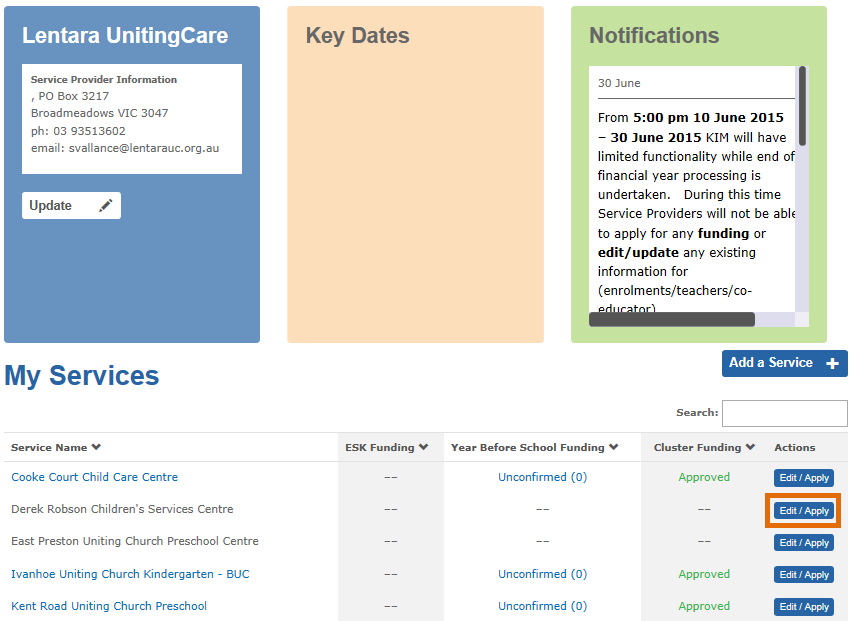 Lentara UnitingCare
Service Provider Information
, PO Box 3217
Broadmeadows VIC 3047
ph: 03 93513602
email: svallance@lentarauc.org.au
Update
Key Dates
Notifications
30 June
From 5:00 pm 10 June 2015
– 30 June 2015 KIM will have
limited functionality while end of
financial year processing is
undertaken. During this time
Service Providers will not be able
to apply for any funding or
edit/update any existing
information for
(enrolments/teachers/co-
educator)
My Services
Add a Service +
Search:
Service Name ESK Funding Year Before School Funding Cluster Funding Actions
Cooke Court Child Care Centre -- Unconfirmed (0) Approved Edit / Apply
Derek Robson Children's Services Centre -- -- -- Edit / Apply
East Preston Uniting Church Preschool Centre -- -- -- Edit / Apply
Ivanhoe Uniting Church Kindergarten - BUC -- Unconfirmed (0) Approved Edit / Apply
Kent Road Uniting Church Preschool -- Unconfirmed (0) Approved Edit / Apply